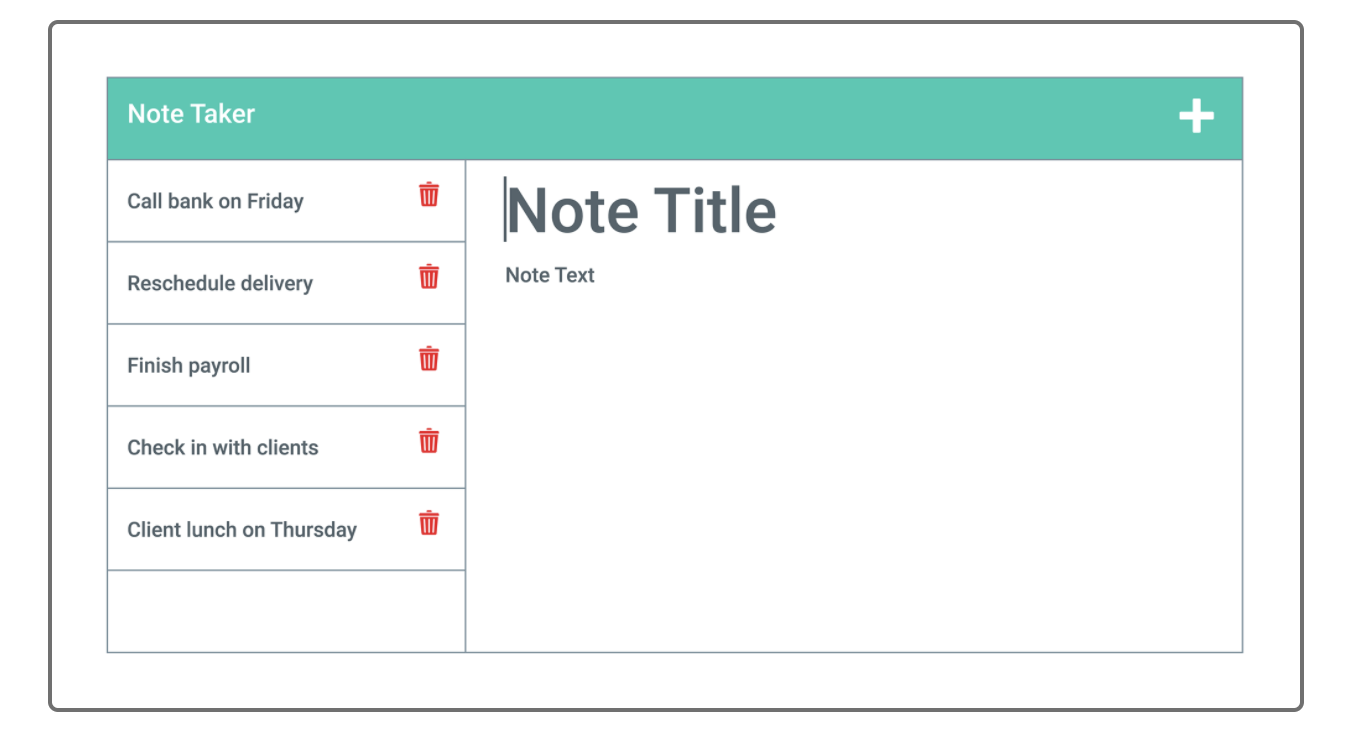 Note Taker
Call bank on Friday
Reschedule delivery
Finish payroll
Check in with clients
Client lunch on Thursday
Note Title
Note Text